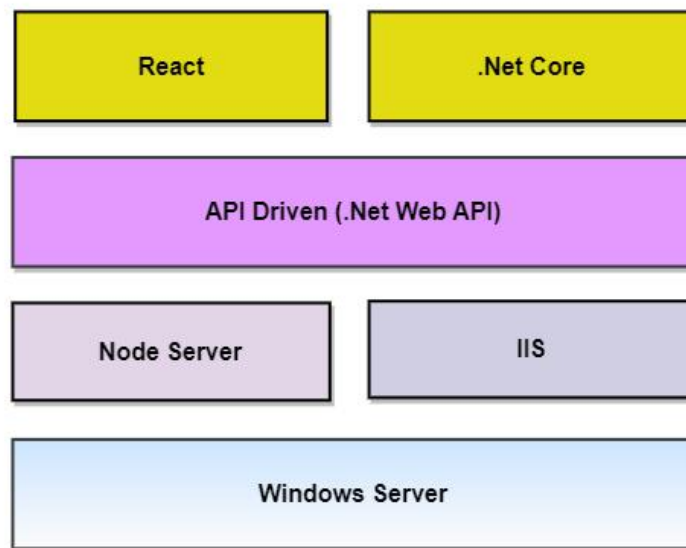 React
.Net Core
API Driven (.Net Web API)
Node Server
IIS
Windows Server